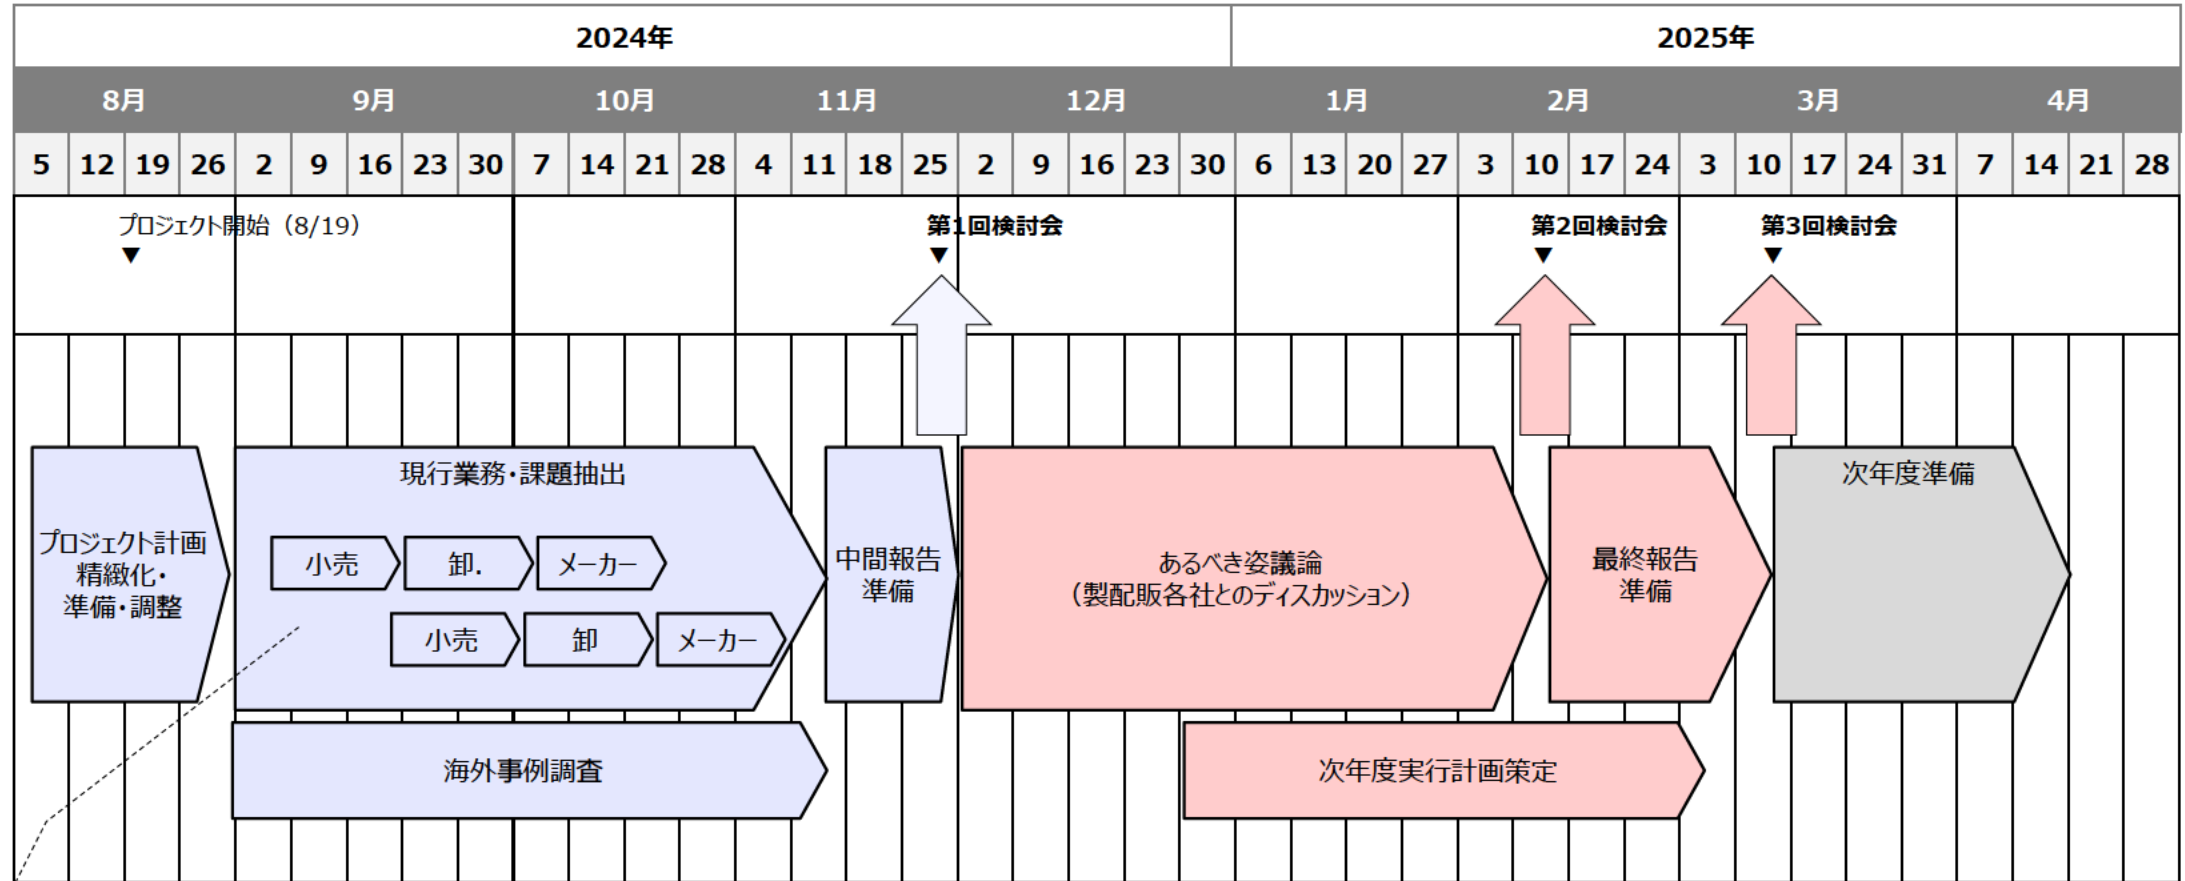 2024年 2025年
8月 9月 10月 11月 12月 1月 2月 3月 4月
5 12 19 26 2 9 16 23 30 7 14 21 28 4 11 18 25 2 9 16 23 30 6 13 20 27 3 10 17 24 3 10 17 24 31 7 14 21 28
プロジェクト開始（8/19）
▼
第1回検討会
▼
第2回検討会
▼
第3回検討会
▼
プロジェクト計画
精緻化・
準備・調整
現行業務・課題抽出
小売
卸.
メーカー
小売
卸
メーカー
中間報告
準備
あるべき姿議論
（製配販各社とのディスカッション）
最終報告
準備
次年度準備
海外事例調査
次年度実行計画策定